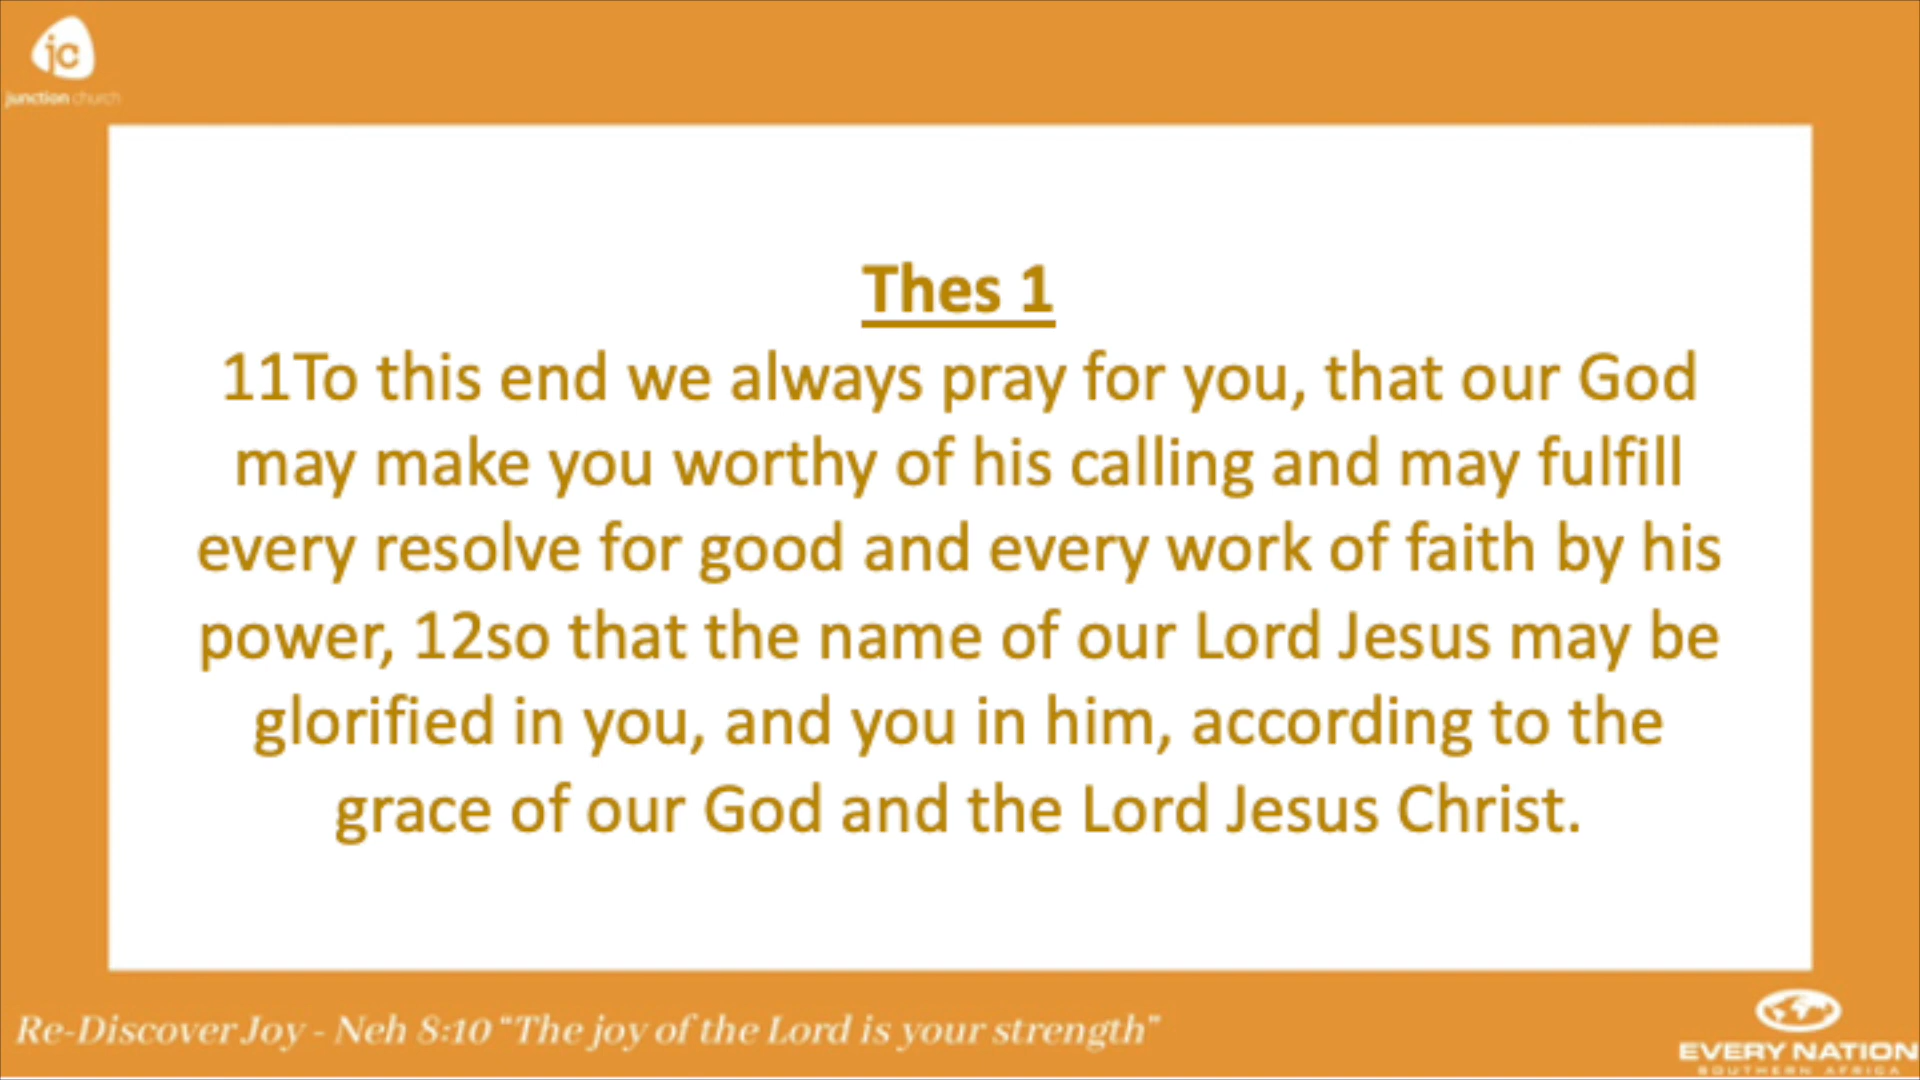 jc
junction church
Thes 1
11To this end we always pray for you, that our God
may make you worthy of his calling and may fulfill
every resolve for good and every work of faith by his
power, 12so that the name of our Lord Jesus may be
glorified in you, and you in him, according to the
grace of our God and the Lord Jesus Christ.
Re-Discover Joy - Neh 8:10 “The joy of the Lord is your strength”
EVERY NATION
SOUTHERN AFRICA